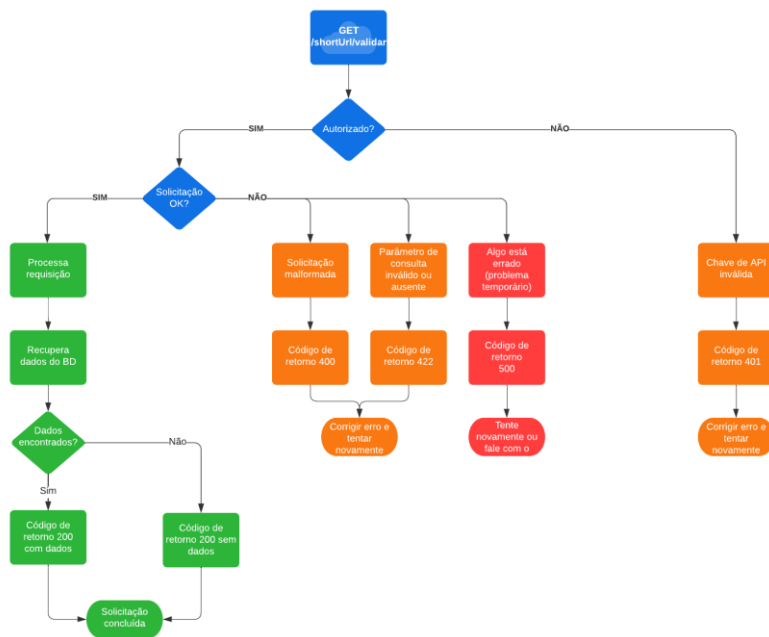 GET
/shortUrl/validar
Autorizado?
SIM
NÃO
Solicitação
OK?
SIM
NÃO
Processa
requisição
Solicitação
malformada
Parâmetro de
consulta
inválido ou
ausente
Algo está
errado
(problema
temporário)
Chave de API
inválida
Recupera
dados do BD
Código de
retorno 400
Código de
retorno 422
Código de
retorno
500
Código de
retorno 401
Dados
encontrados?
Não
Sim
Corrigir erro e
tentar
novamente
Tente
novamente ou
fale com o
Corrigir erro e
tentar
novamente
Código de
retorno 200
com dados
Código de
retorno 200 sem
dados
Solicitação
concluída